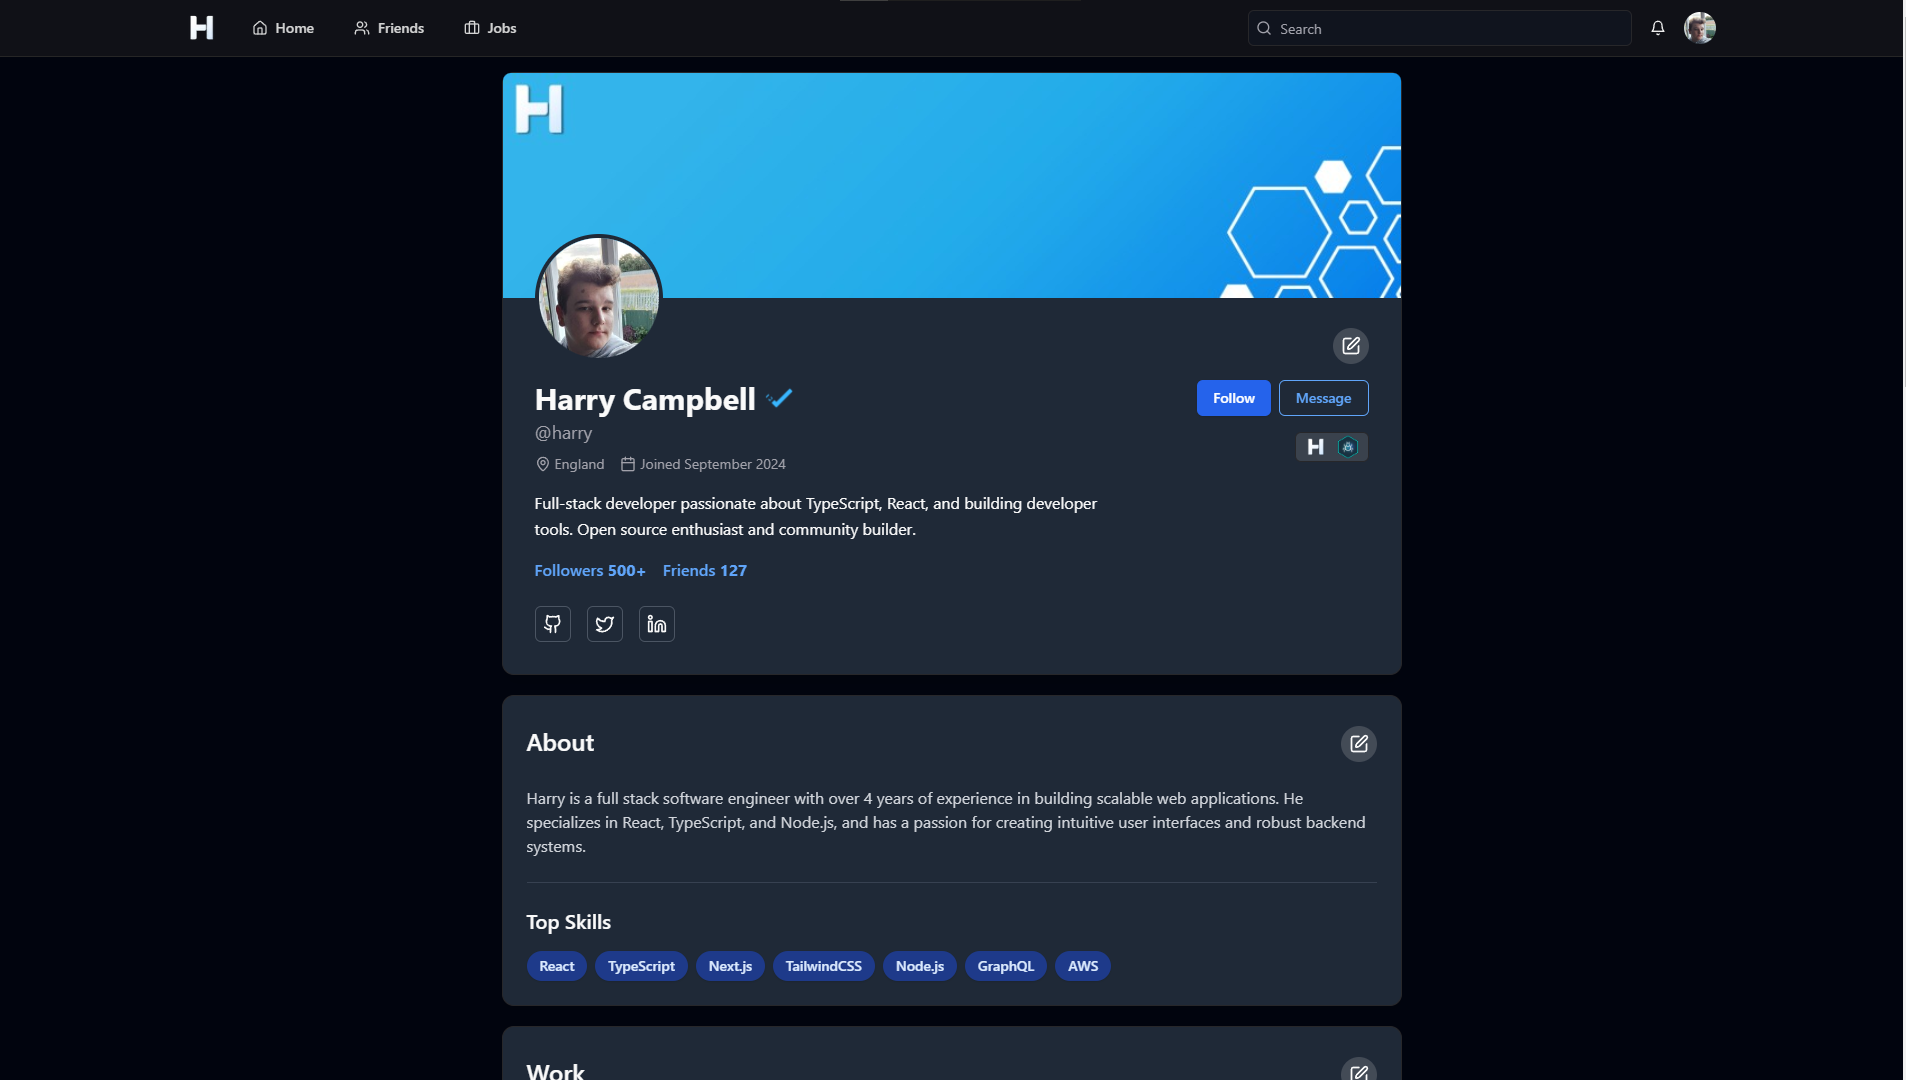 H Home Friends Jobs Search
H
Harry Campbell
Follow Message
@harry
H
England Joined September 2024
Full-stack developer passionate about TypeScript, React, and building developer
tools. Open source enthusiast and community builder.
Followers 500+ Friends 127
in
About
Harry is a full stack software engineer with over 4 years of experience in building scalable web applications. He
specializes in React, TypeScript, and Node.js, and has a passion for creating intuitive user interfaces and robust backend
systems.
Top Skills
React TypeScript Next.js TailwindCSS Node.js GraphQL AWS
Work